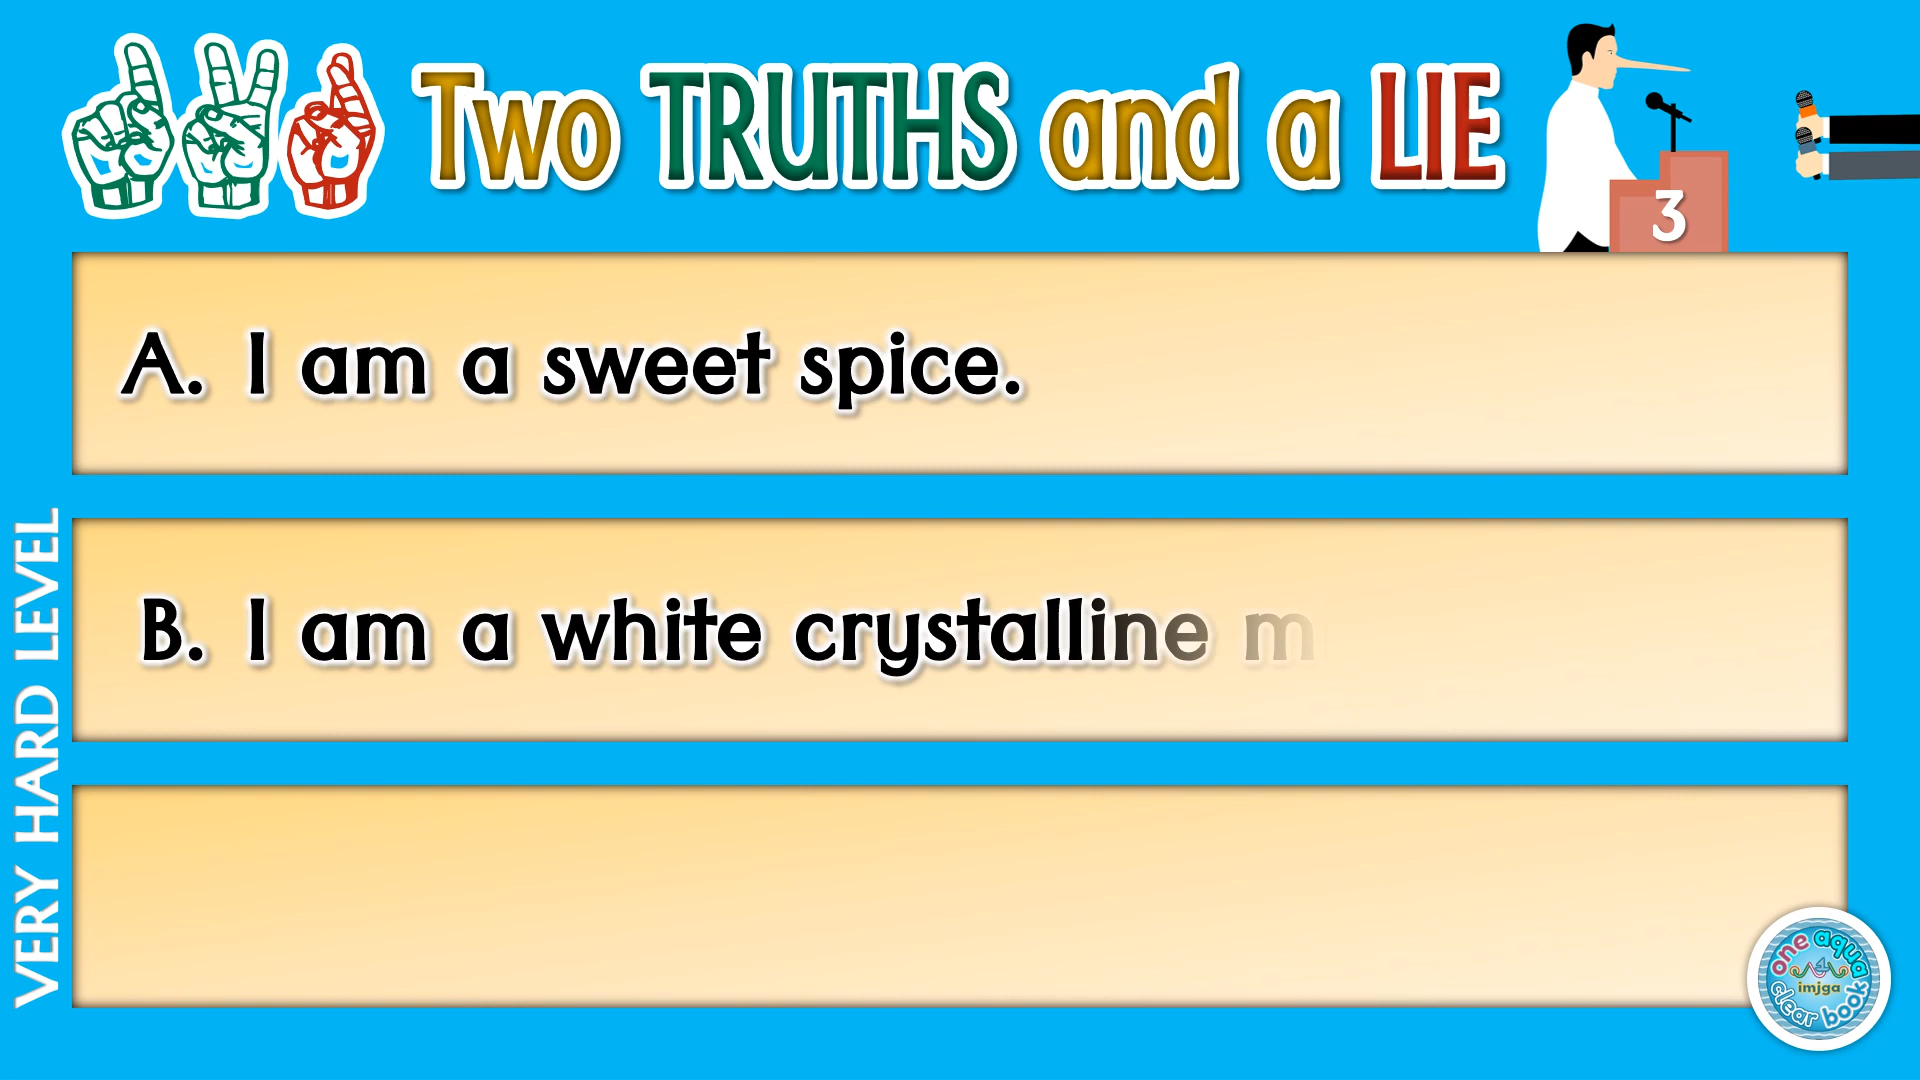 Two TRUTHS and a LIE
3
A. I am a sweet spice.
B. I am a white crystalline m
VERY HARD LEVEL
one aqua
imjga
clear book